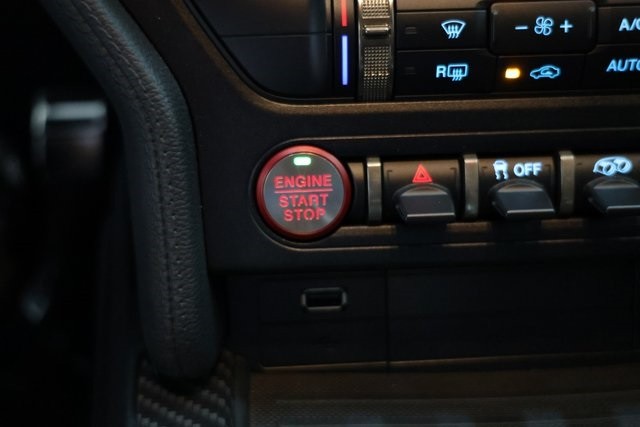 - +
A/C
R
AUTO
ENGINE
START
STOP
OFF